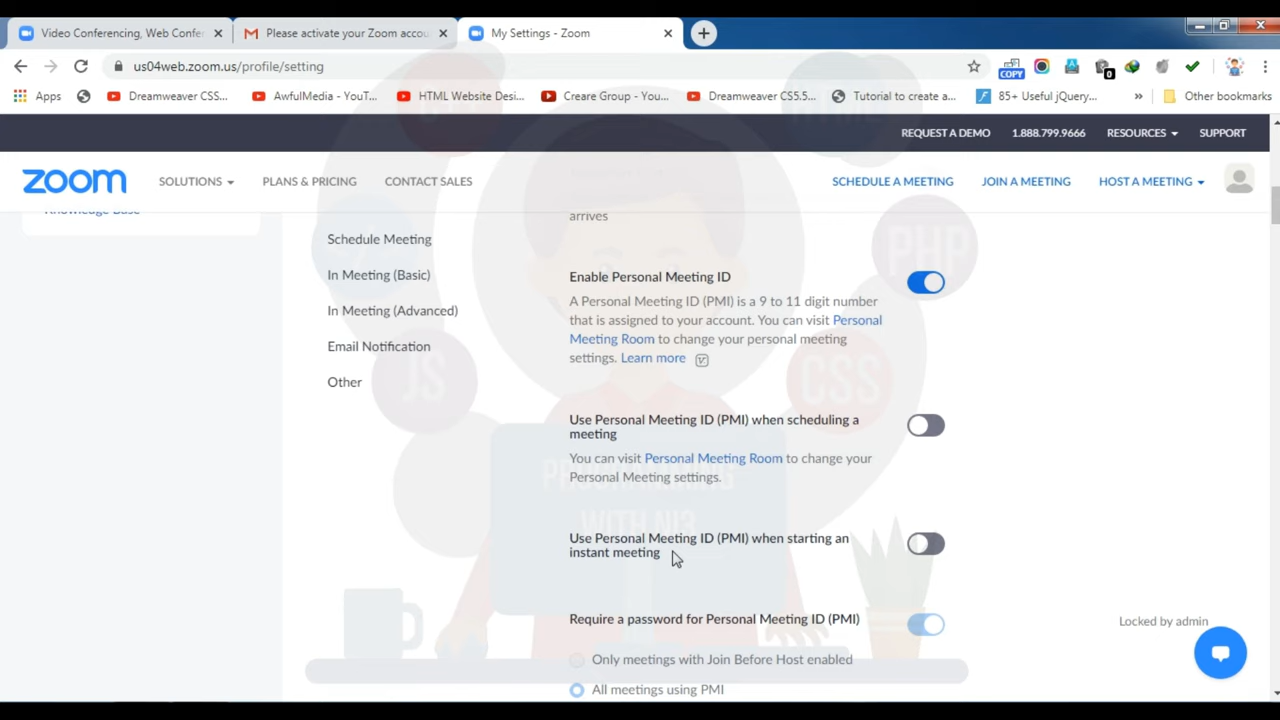 Video Conferencing, Web Confe
Please activate your Zoom accou
My Settings - Zoom
us04web.zoom.us/profile/setting
COPY
0
Apps
Dreamweaver CSS...
AwfulMedia - YouT...
HTML Website Desi...
Creare Group - You...
Dreamweaver CS5.5...
Tutorial to create a...
85+ Useful jQuery...
»
Other bookmarks
REQUEST A DEMO
1.888.799.9666
RESOURCES
SUPPORT
zoom
SOLUTIONS
PLANS & PRICING
CONTACT SALES
SCHEDULE A MEETING
JOIN A MEETING
HOST A MEETING
Knowledge Base
Schedule Meeting
In Meeting (Basic)
In Meeting (Advanced)
Email Notification
Other
arrives
Enable Personal Meeting ID
A Personal Meeting ID (PMI) is a 9 to 11 digit number
that is assigned to your account. You can visit Personal
Meeting Room to change your personal meeting
settings. Learn more
Use Personal Meeting ID (PMI) when scheduling a
meeting
You can visit Personal Meeting Room to change your
Personal Meeting settings.
Use Personal Meeting ID (PMI) when starting an
instant meeting
Require a password for Personal Meeting ID (PMI)
Locked by admin
Only meetings with Join Before Host enabled
All meetings using PMI
PHP
JS
CSS
PROGRAMMING
WITH NI3